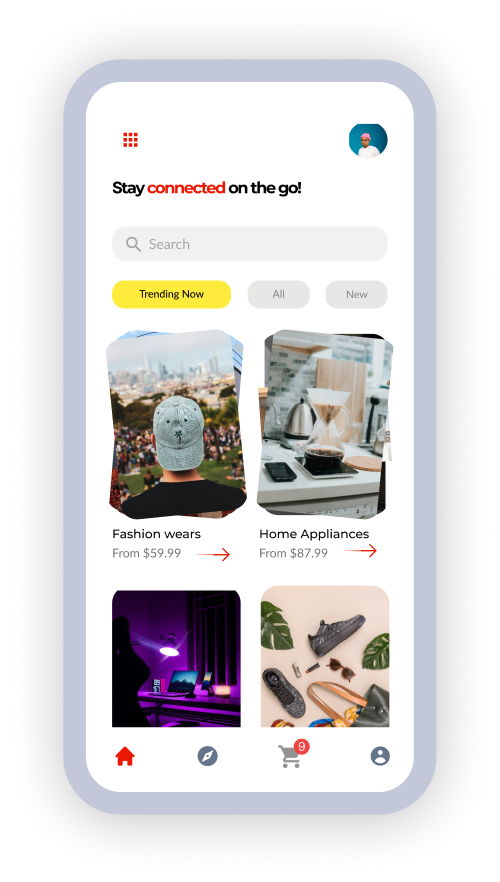 Stay connected on the go!
Search
Trending Now
All
New
Fashion wears
Home Appliances
From $59.99
From $87.99
9